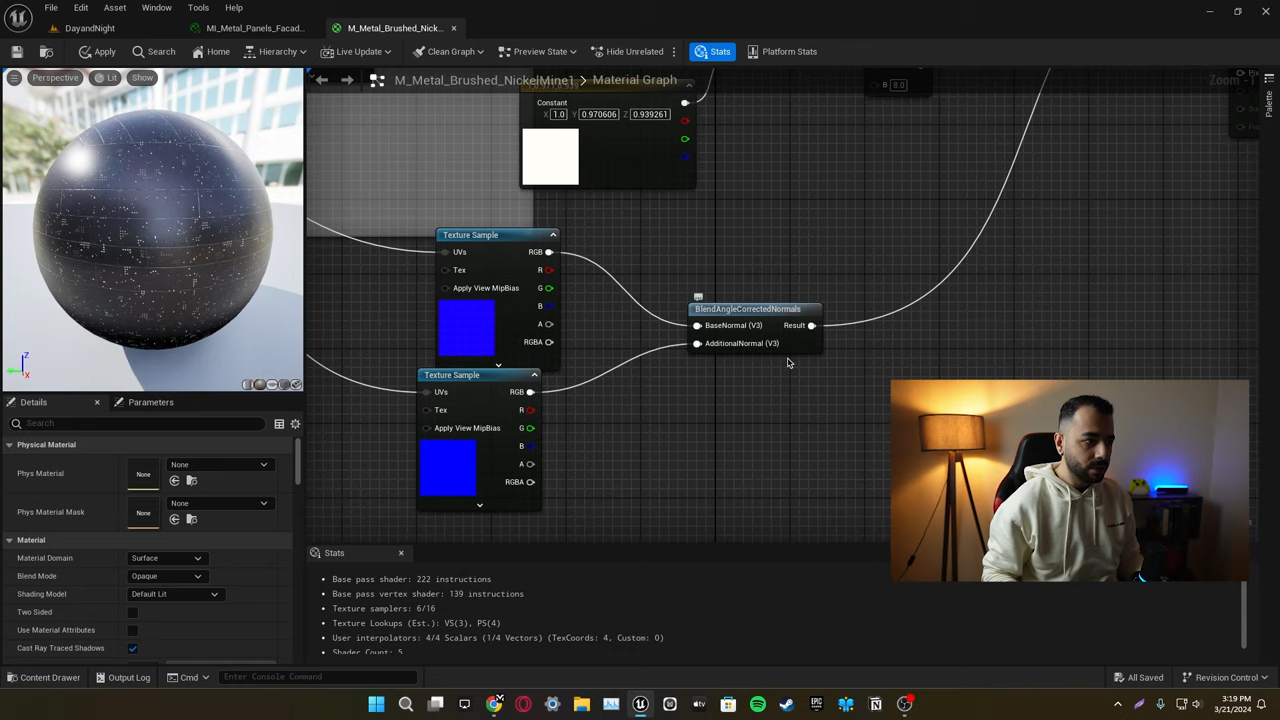 File Edit Asset Window Tools Help
DayandNight
MI_Metal_Panels_Facad...
M_Metal_Brushed_Nick...
Apply
Search
Home
Hierarchy
Live Update
Clean Graph
Preview State
Hide Unrelated
Stats
Platform Stats
Perspective
Lit
Show
M_Metal_Brushed_NickelMine1 > Material Graph
Zoom -1
Palette
Constant
X 1.0 Y 0.970606 Z 0.939261
B 8.0
Texture Sample
UVs RGB
Tex R
Apply View MipBias G
B
A
RGBA
BlendAngleCorrectedNormals
BaseNormal (V3) Result
AdditionalNormal (V3)
Texture Sample
UVs RGB
Tex R
Apply View MipBias G
B
A
RGBA
Z
X
Details
Parameters
Search
Physical Material
Phys Material None None
Phys Material Mask None None
Material
Material Domain Surface
Blend Mode Opaque
Shading Model Default Lit
Two Sided
Use Material Attributes
Cast Ray Traced Shadows
Stats
Base pass shader: 222 instructions
Base pass vertex shader: 139 instructions
Texture samplers: 6/16
Texture Lookups (Est.): VS(3), PS(4)
User interpolators: 4/4 Scalars (1/4 Vectors) (TexCoords: 4, Custom: 0)
Shader Count: 5
Content Drawer
Output Log
Cmd
Enter Console Command
All Saved
Revision Control
3:19 PM
3/21/2024